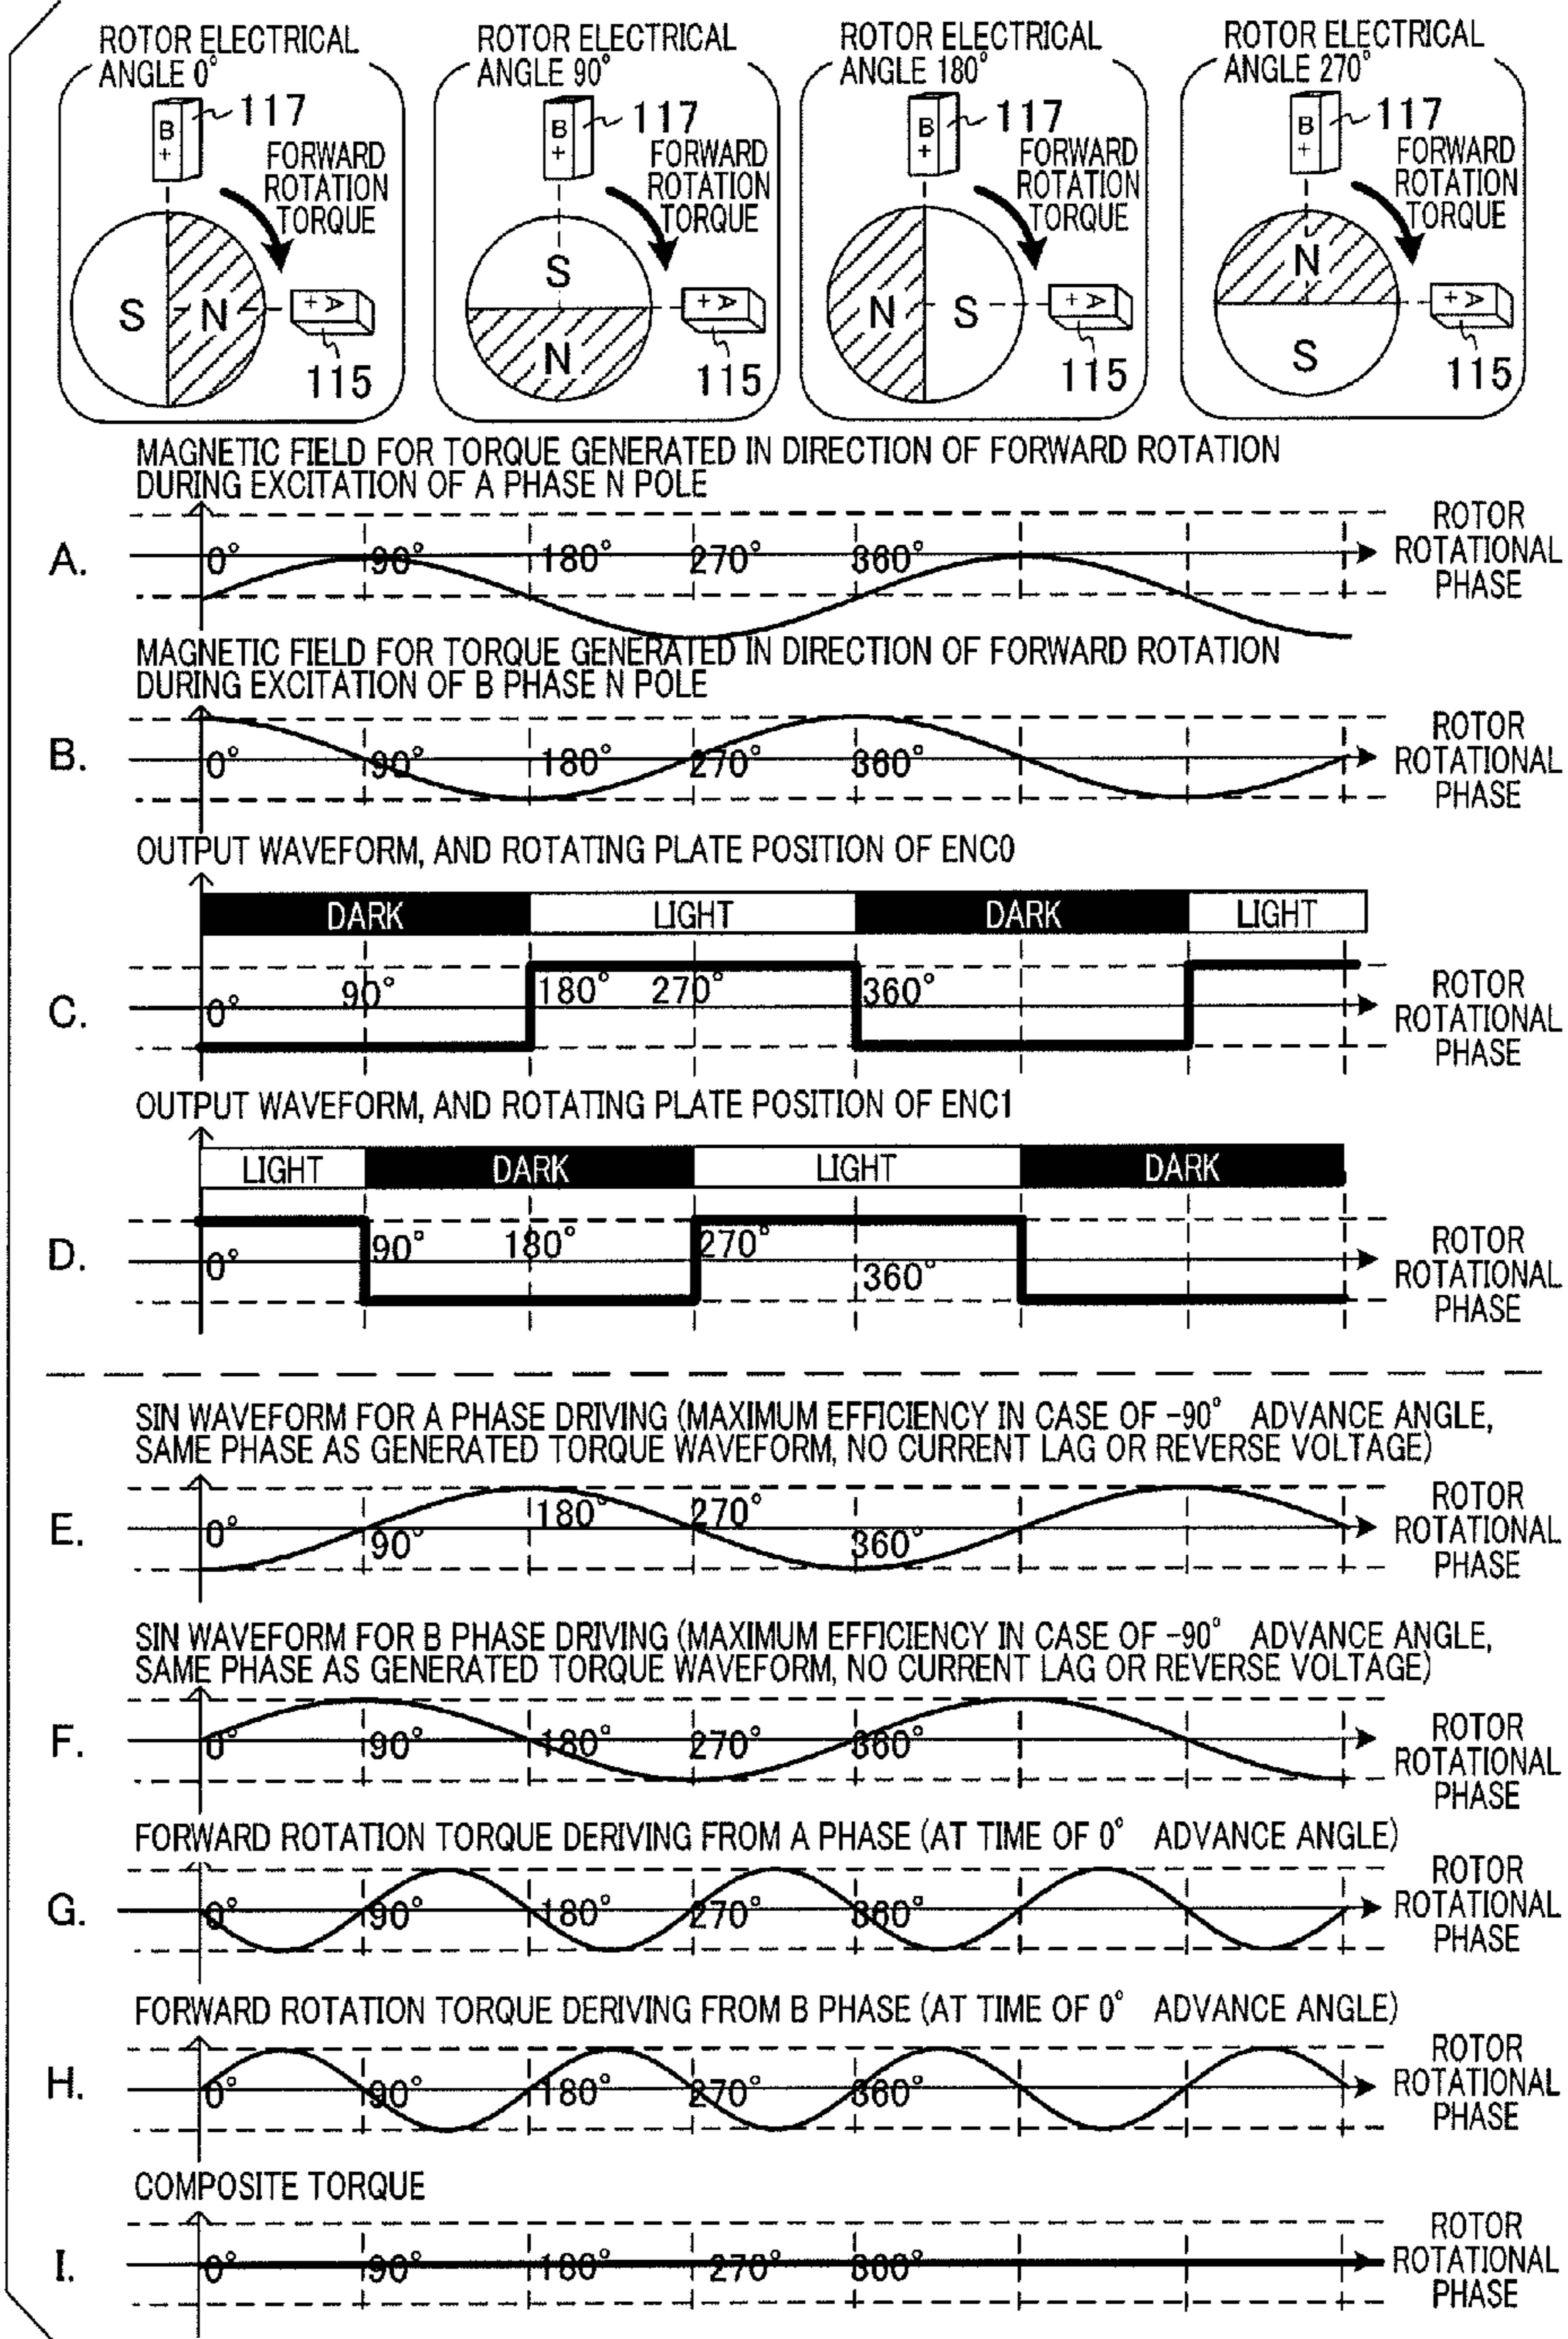 ROTOR ELECTRICAL
ANGLE 0°
B
+
117
FORWARD
ROTATION
TORQUE
S
N
+ A
115
ROTOR ELECTRICAL
ANGLE 90°
B
+
117
FORWARD
ROTATION
TORQUE
S
N
+ A
115
ROTOR ELECTRICAL
ANGLE 180°
B
+
117
FORWARD
ROTATION
TORQUE
N
S
+ A
115
ROTOR ELECTRICAL
ANGLE 270°
B
+
117
FORWARD
ROTATION
TORQUE
N
S
+ A
115
MAGNETIC FIELD FOR TORQUE GENERATED IN DIRECTION OF FORWARD ROTATION
DURING EXCITATION OF A PHASE N POLE
A.
0° 90° 180° 270° 360°
ROTOR
ROTATIONAL
PHASE
MAGNETIC FIELD FOR TORQUE GENERATED IN DIRECTION OF FORWARD ROTATION
DURING EXCITATION OF B PHASE N POLE
B.
0° 90° 180° 270° 360°
ROTOR
ROTATIONAL
PHASE
OUTPUT WAVEFORM, AND ROTATING PLATE POSITION OF ENC0
DARK LIGHT DARK LIGHT
C.
0° 90° 180° 270° 360°
ROTOR
ROTATIONAL
PHASE
OUTPUT WAVEFORM, AND ROTATING PLATE POSITION OF ENC1
LIGHT DARK LIGHT DARK
D.
0° 90° 180° 270° 360°
ROTOR
ROTATIONAL
PHASE
SIN WAVEFORM FOR A PHASE DRIVING (MAXIMUM EFFICIENCY IN CASE OF -90° ADVANCE ANGLE,
SAME PHASE AS GENERATED TORQUE WAVEFORM, NO CURRENT LAG OR REVERSE VOLTAGE)
E.
0° 90° 180° 270° 360°
ROTOR
ROTATIONAL
PHASE
SIN WAVEFORM FOR B PHASE DRIVING (MAXIMUM EFFICIENCY IN CASE OF -90° ADVANCE ANGLE,
SAME PHASE AS GENERATED TORQUE WAVEFORM, NO CURRENT LAG OR REVERSE VOLTAGE)
F.
0° 90° 180° 270° 360°
ROTOR
ROTATIONAL
PHASE
FORWARD ROTATION TORQUE DERIVING FROM A PHASE (AT TIME OF 0° ADVANCE ANGLE)
G.
0° 90° 180° 270° 360°
ROTOR
ROTATIONAL
PHASE
FORWARD ROTATION TORQUE DERIVING FROM B PHASE (AT TIME OF 0° ADVANCE ANGLE)
H.
0° 90° 180° 270° 360°
ROTOR
ROTATIONAL
PHASE
COMPOSITE TORQUE
I.
0° 90° 180° 270° 360°
ROTOR
ROTATIONAL
PHASE